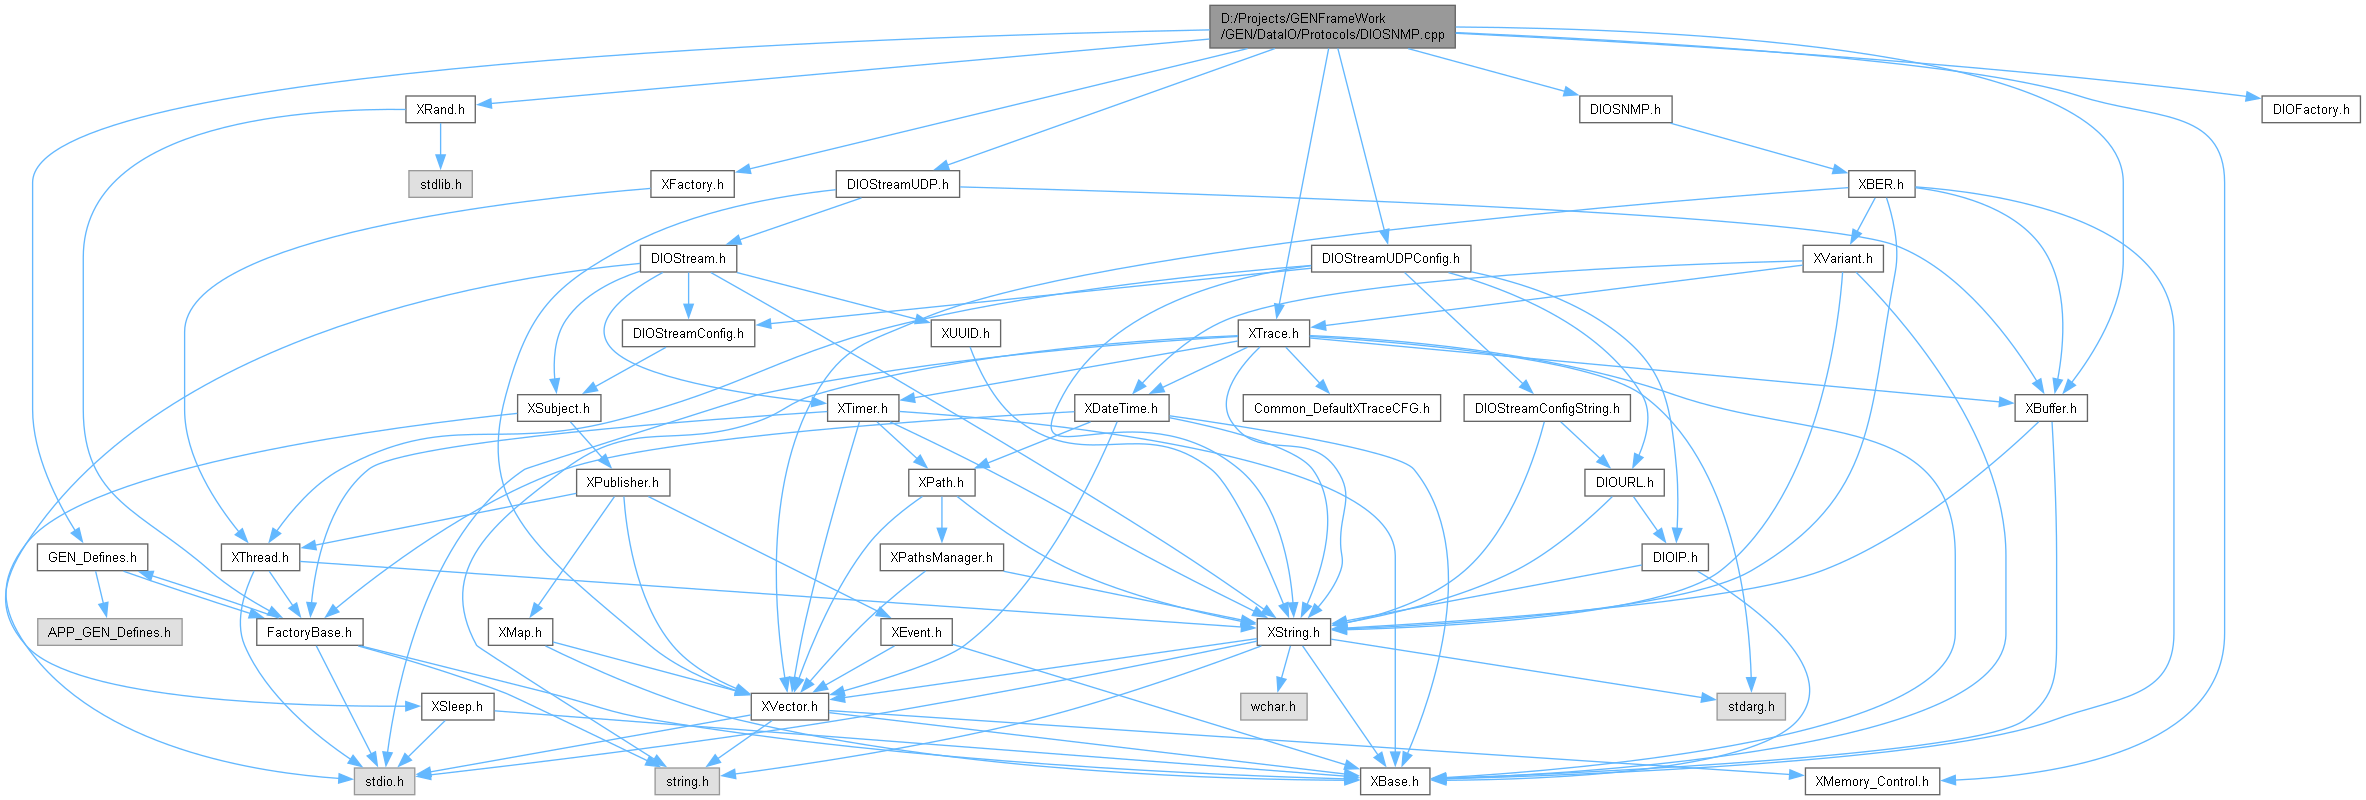 D:/Projects/GENFrameWork
/GEN/DataIO/Protocols/DIOSNMP.cpp
XRand.h
DIOSNMP.h
DIOFactory.h
stdlib.h
XFactory.h
DIOStreamUDP.h
XBER.h
DIOStream.h
DIOStreamUDPConfig.h
XVariant.h
DIOStreamConfig.h
XUUID.h
XTrace.h
XSubject.h
XTimer.h
XDateTime.h
Common_DefaultXTraceCFG.h
DIOStreamConfigString.h
XBuffer.h
XPublisher.h
XPath.h
DIOURL.h
GEN_Defines.h
XThread.h
XPathsManager.h
DIOIP.h
APP_GEN_Defines.h
FactoryBase.h
XMap.h
XEvent.h
XString.h
XSleep.h
XVector.h
wchar.h
stdarg.h
stdio.h
string.h
XBase.h
XMemory_Control.h